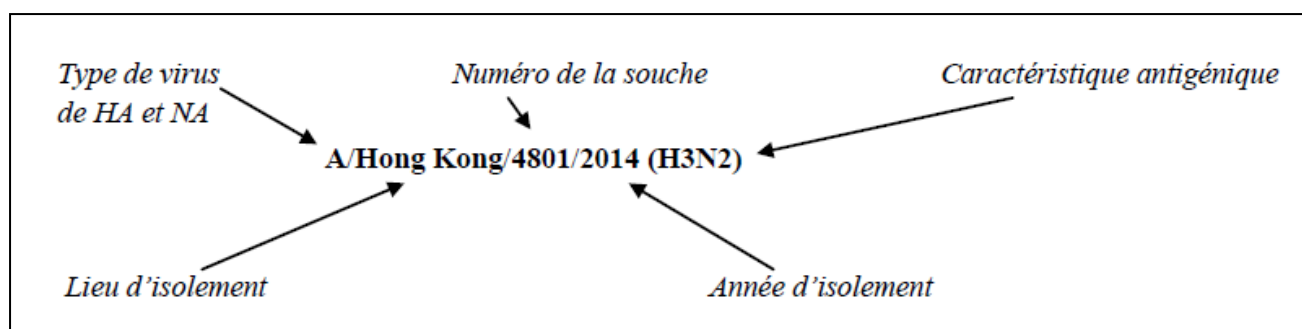 Type de virus
de HA et NA
Numéro de la souche
Caractéristique antigénique
A/Hong Kong/4801/2014 (H3N2)
Lieu d’isolement
Année d’isolement